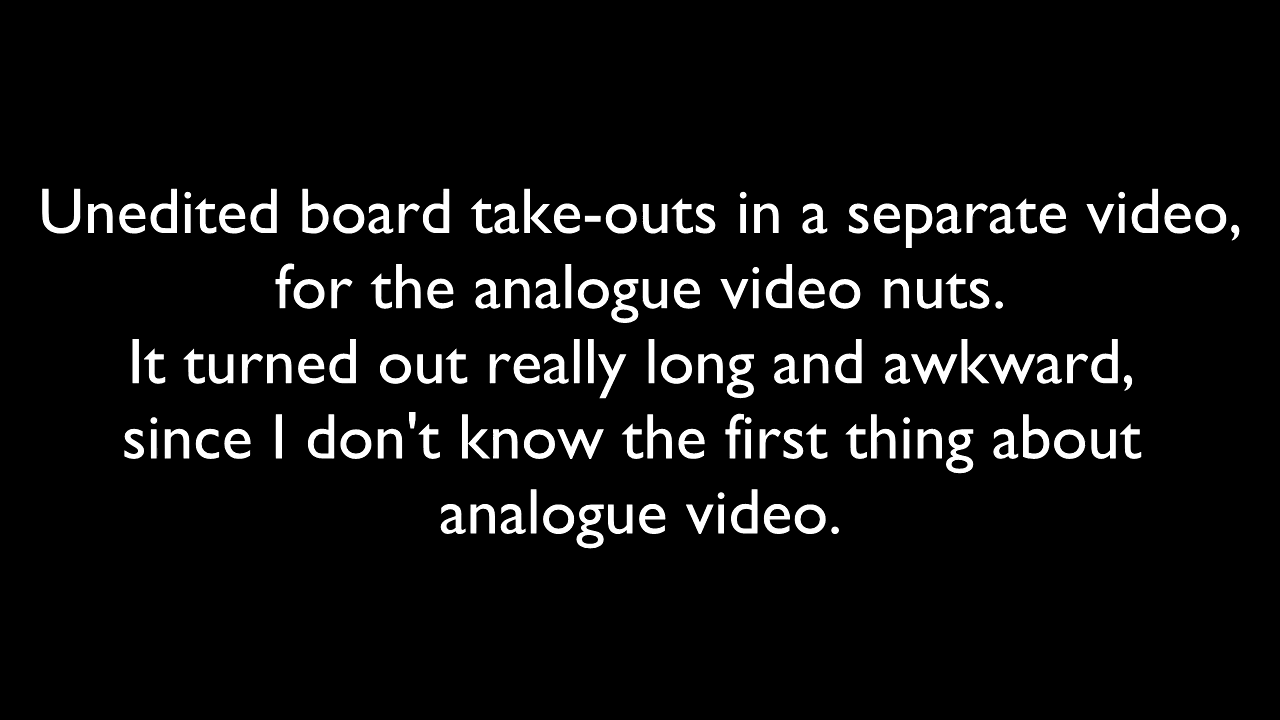 Unedited board take-outs in a separate video,
for the analogue video nuts.
It turned out really long and awkward,
since I don't know the first thing about
analogue video.